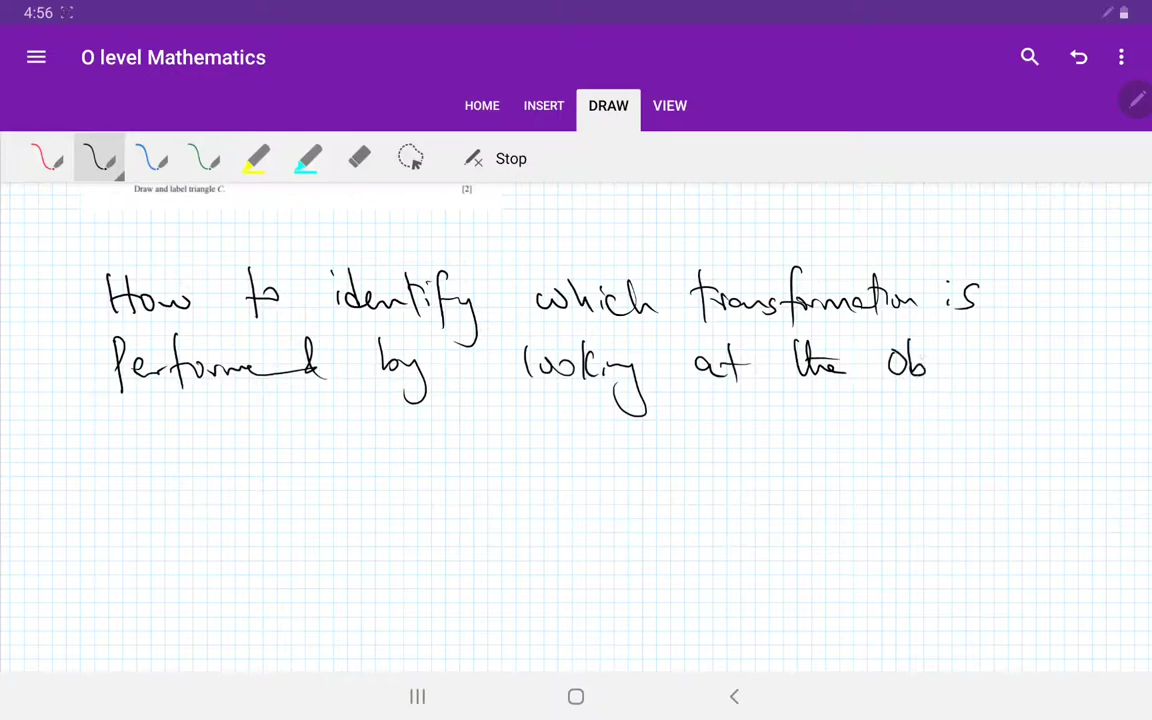 4:56
O level Mathematics
HOME INSERT DRAW VIEW
Stop
Draw and label triangle C. [2]
How to identify which transformation is
Performed by looking at the Ob